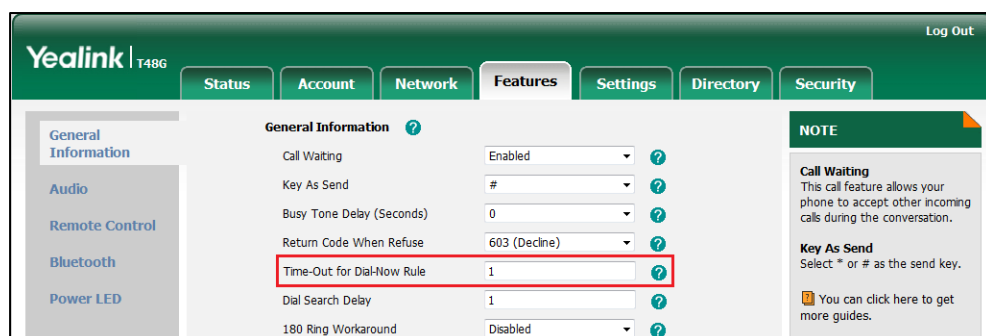 Log Out
Yealink T48G
Status Account Network Features Settings Directory Security
General
Information
Audio
Remote Control
Bluetooth
Power LED
General Information ?
Call Waiting Enabled ?
Key As Send # ?
Busy Tone Delay (Seconds) 0 ?
Return Code When Refuse 603 (Decline) ?
Time-Out for Dial-Now Rule 1 ?
Dial Search Delay 1 ?
180 Ring Workaround Disabled ?
NOTE
Call Waiting
This call feature allows your
phone to accept other incoming
calls during the conversation.
Key As Send
Select * or # as the send key.
? You can click here to get
more guides.